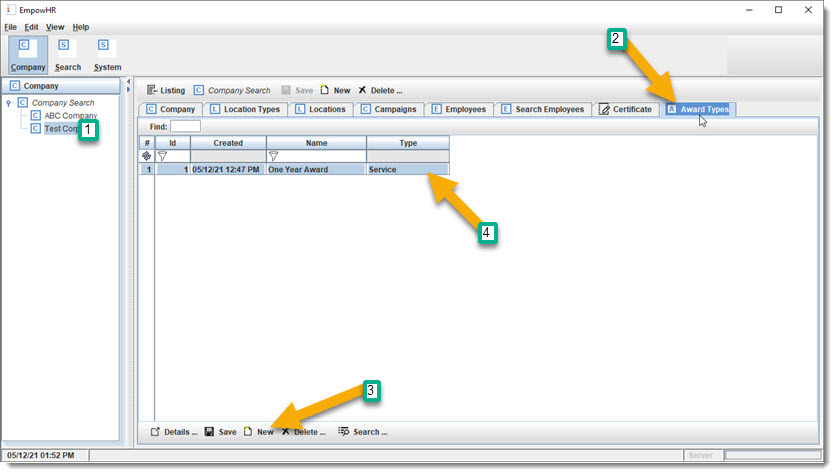 EmpowHR
File Edit View Help
C S S
Company Search System
C Company
C Company Search
C ABC Company
C Test Corp
1
Listing C Company Search Save New Delete ...
2
C Company L Location Types L Locations C Campaigns E Employees E Search Employees Certificate A Award Types
Find:
# Id Created Name Type
1 1 05/12/21 12:47 PM One Year Award Service
4
3
Details ... Save New Delete ... Search ...
05/12/21 01:52 PM Server